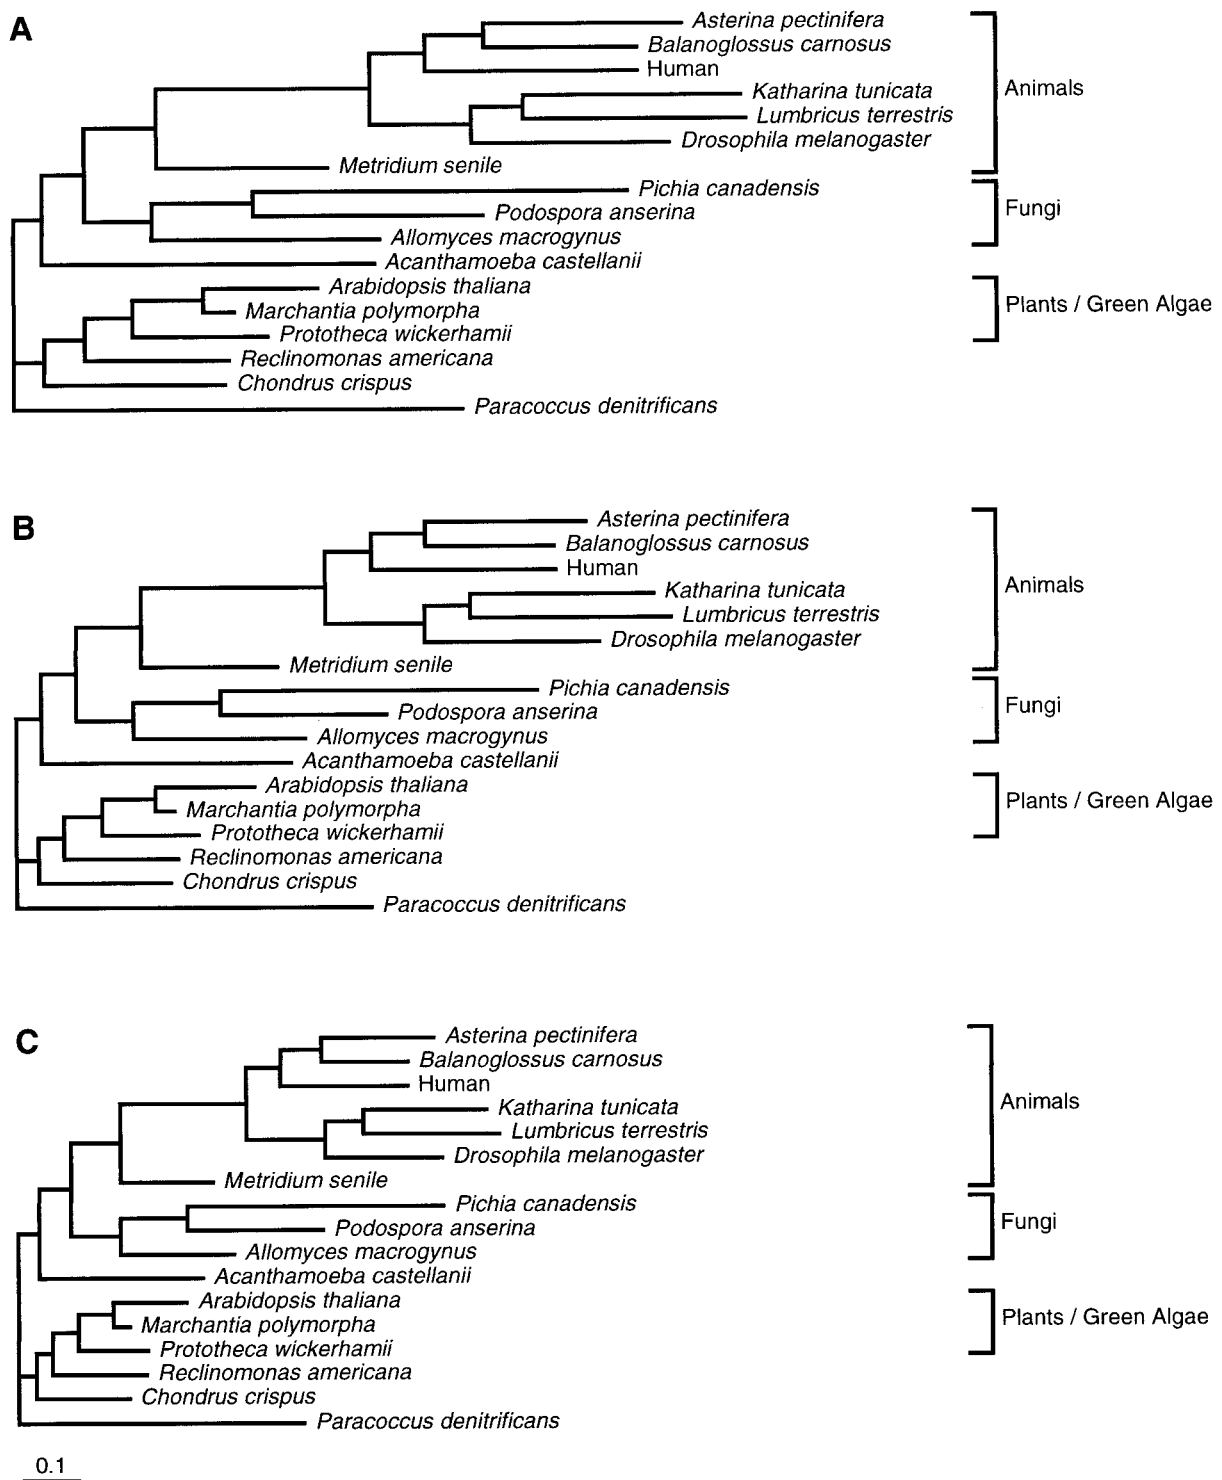 A
Asterina pectinifera
Balanoglossus carnosus
Human
Katharina tunicata
Animals
Lumbricus terrestris
Drosophila melanogaster
Metridium senile
Pichia canadensis
Fungi
Podospora anserina
Allomyces macrogynus
Acanthamoeba castellanii
Arabidopsis thaliana
Plants / Green Algae
Marchantia polymorpha
Prototheca wickerhamii
Reclinomonas americana
Chondrus crispus
Paracoccus denitrificans
B
Asterina pectinifera
Balanoglossus carnosus
Human
Animals
Katharina tunicata
Lumbricus terrestris
Drosophila melanogaster
Metridium senile
Pichia canadensis
Fungi
Podospora anserina
Allomyces macrogynus
Acanthamoeba castellanii
Arabidopsis thaliana
Plants / Green Algae
Marchantia polymorpha
Prototheca wickerhamii
Reclinomonas americana
Chondrus crispus
Paracoccus denitrificans
C
Asterina pectinifera
Balanoglossus carnosus
Human
Animals
Katharina tunicata
Lumbricus terrestris
Drosophila melanogaster
Metridium senile
Pichia canadensis
Fungi
Podospora anserina
Allomyces macrogynus
Acanthamoeba castellanii
Arabidopsis thaliana
Plants / Green Algae
Marchantia polymorpha
Prototheca wickerhamii
Reclinomonas americana
Chondrus crispus
Paracoccus denitrificans
0.1